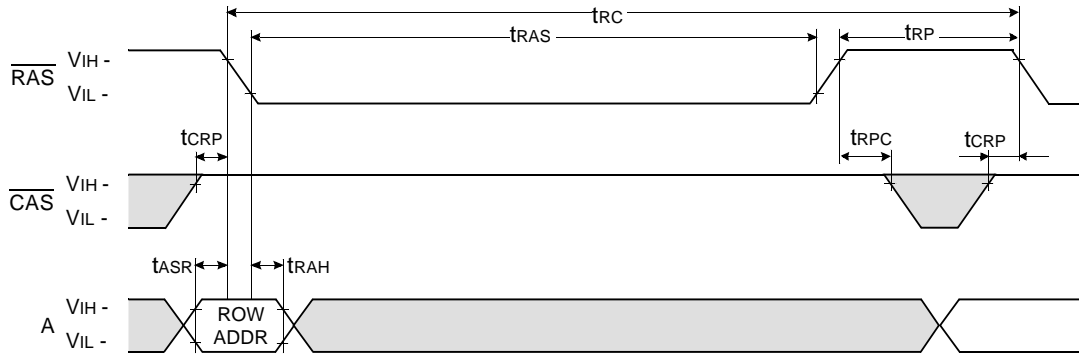 tRC
tRAS
tRP
RAS
VIH -
VIL -
tCRP
tRPC
tCRP
CAS
VIH -
VIL -
tASR
tRAH
A
VIH -
VIL -
ROW
ADDR